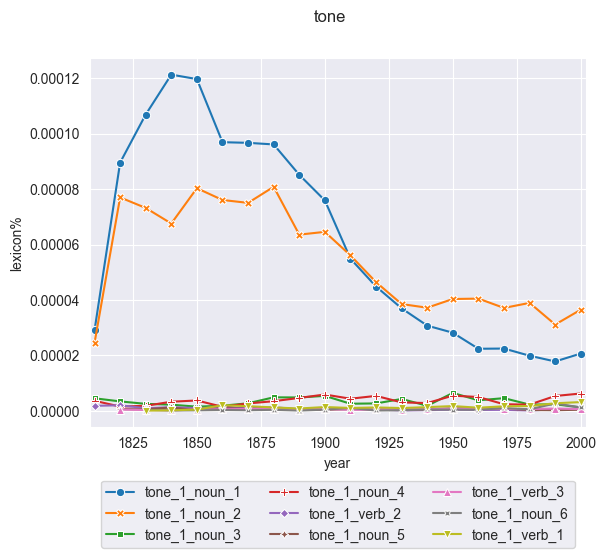 tone
0.00012
0.00010
0.00008
0.00006
0.00004
0.00002
0.00000
lexicon%
1825 1850 1875 1900 1925 1950 1975 2000
year
tone_1_noun_1 tone_1_noun_4 tone_1_verb_3
tone_1_noun_2 tone_1_verb_2 tone_1_noun_6
tone_1_noun_3 tone_1_noun_5 tone_1_verb_1